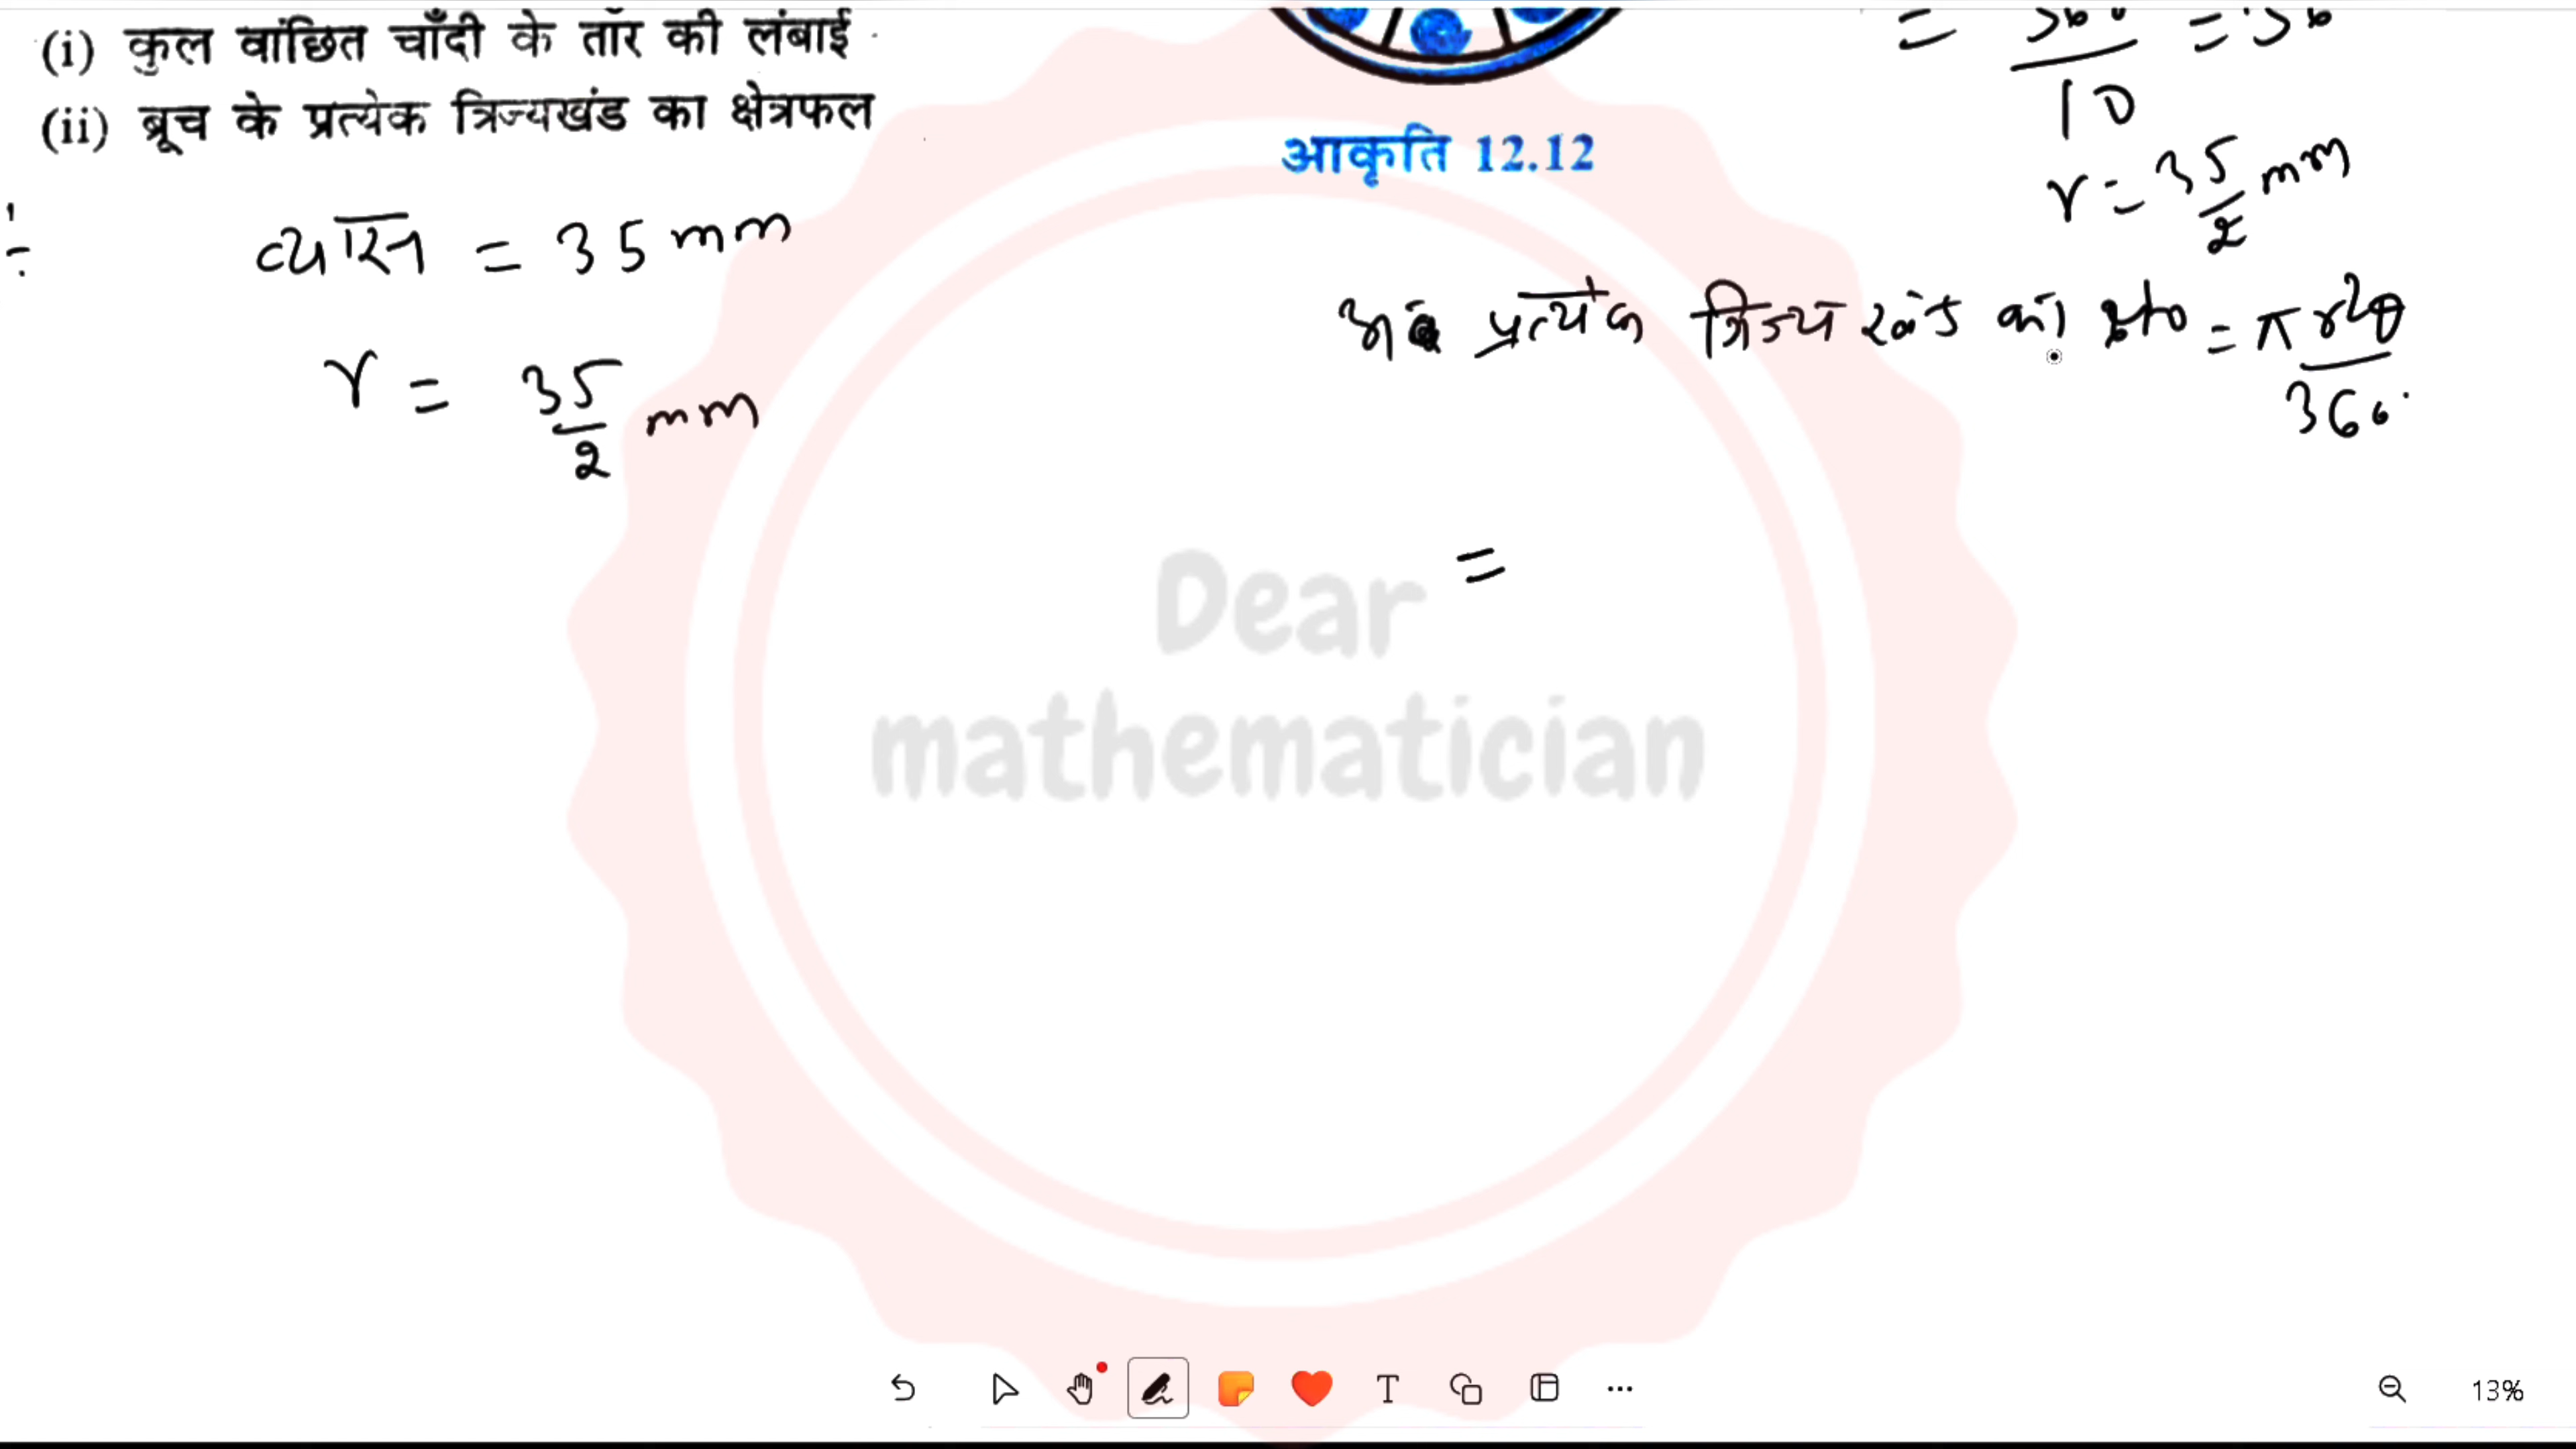 (i) कुल वांछित चाँदी के तार की लंबाई
(ii) ब्रूच के प्रत्येक त्रिज्यखंड का क्षेत्रफल
आकृति 12.12
= 360/10 = 36
r = 35/2 mm
व्यास = 35 mm
r = 35/2 mm
अब प्रत्येक त्रिज्य खंड का क्षे० = πr²θ/360°
=
Dear
mathematician
T
13%